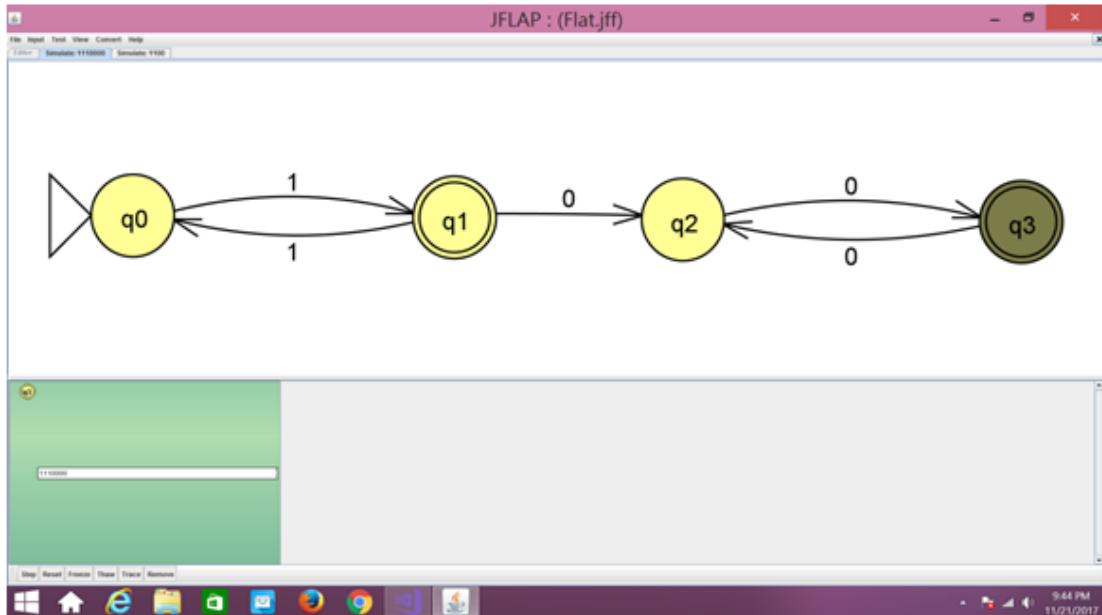 JFLAP : (Flat.jff)
File Input Test View Convert Help
Editor Simulate: 1110000 Simulate: 1100
1
0
0
q0
q1
q2
q3
1
0
1110000
Step Reset Freeze Thaw Trace Remove
9:44 PM
11/21/2017